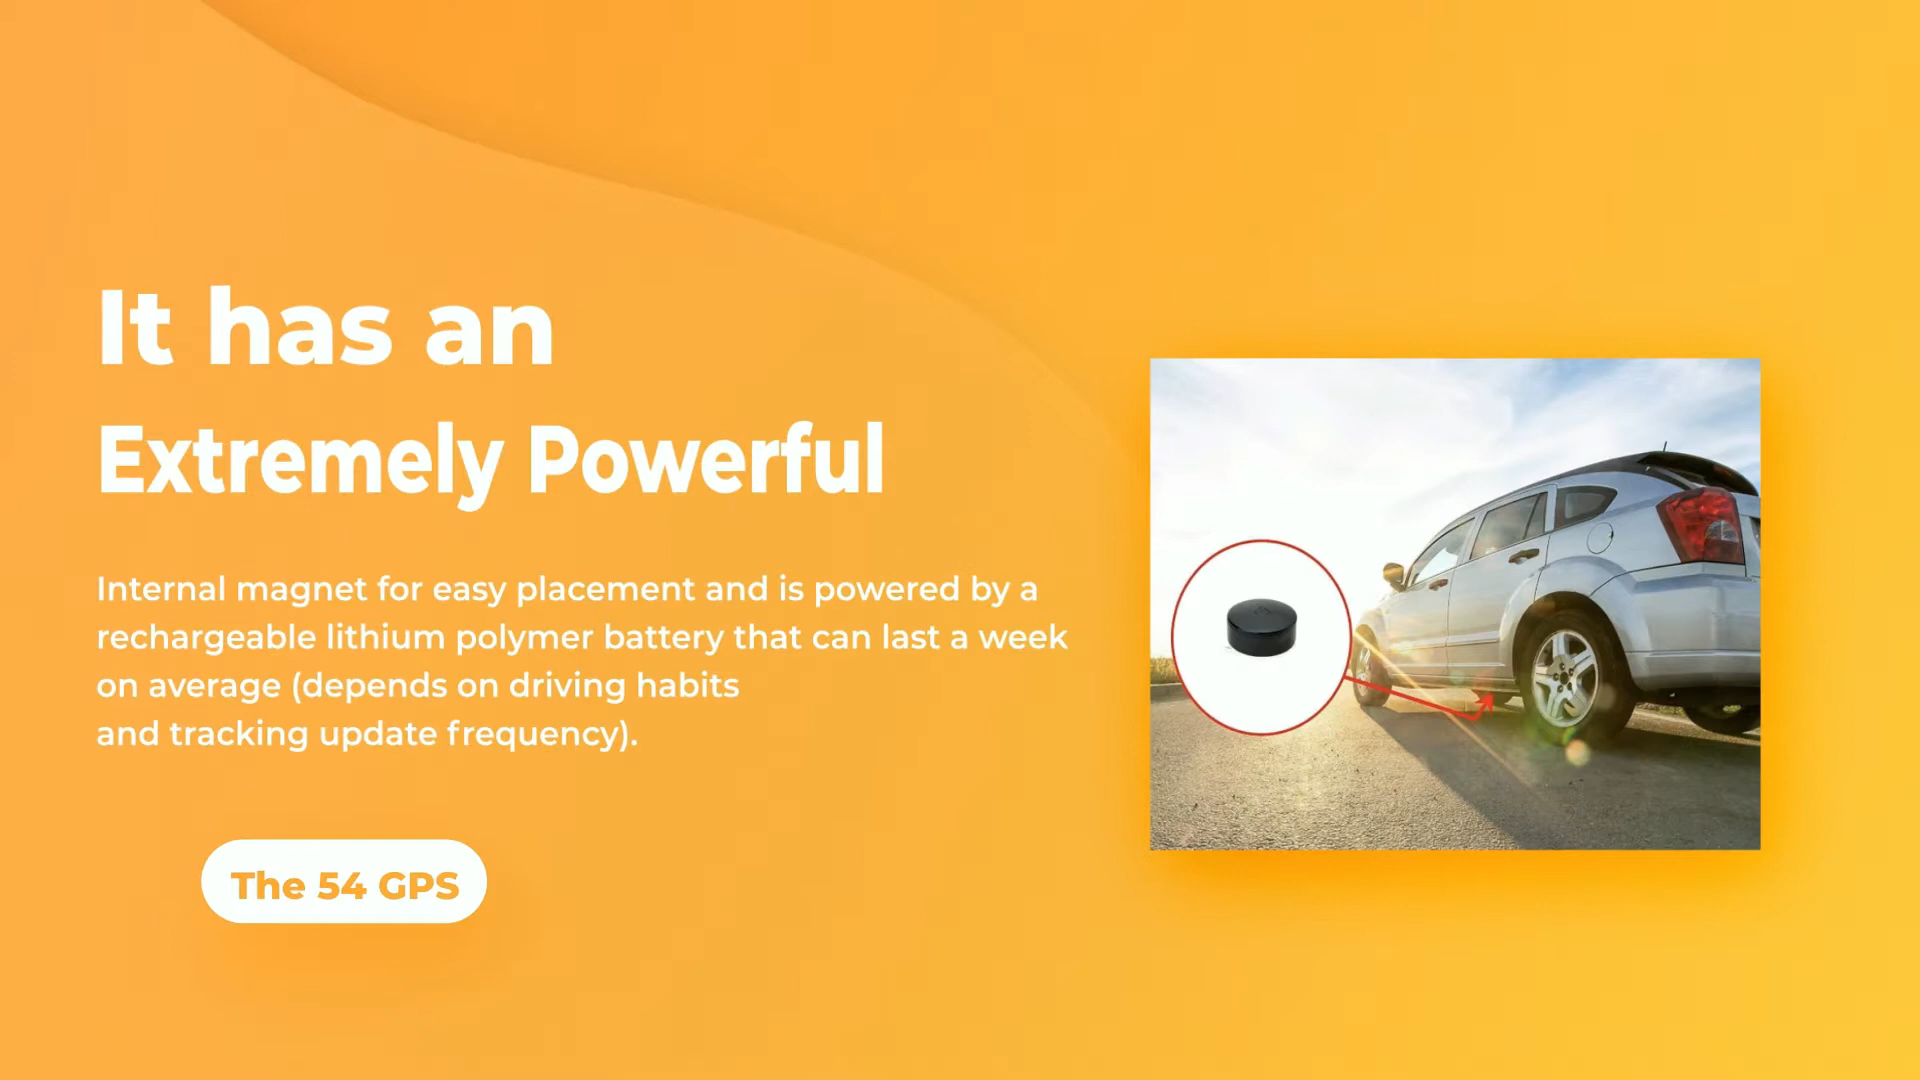 It has an
Extremely Powerful
Internal magnet for easy placement and is powered by a
rechargeable lithium polymer battery that can last a week
on average (depends on driving habits
and tracking update frequency).
The 54 GPS